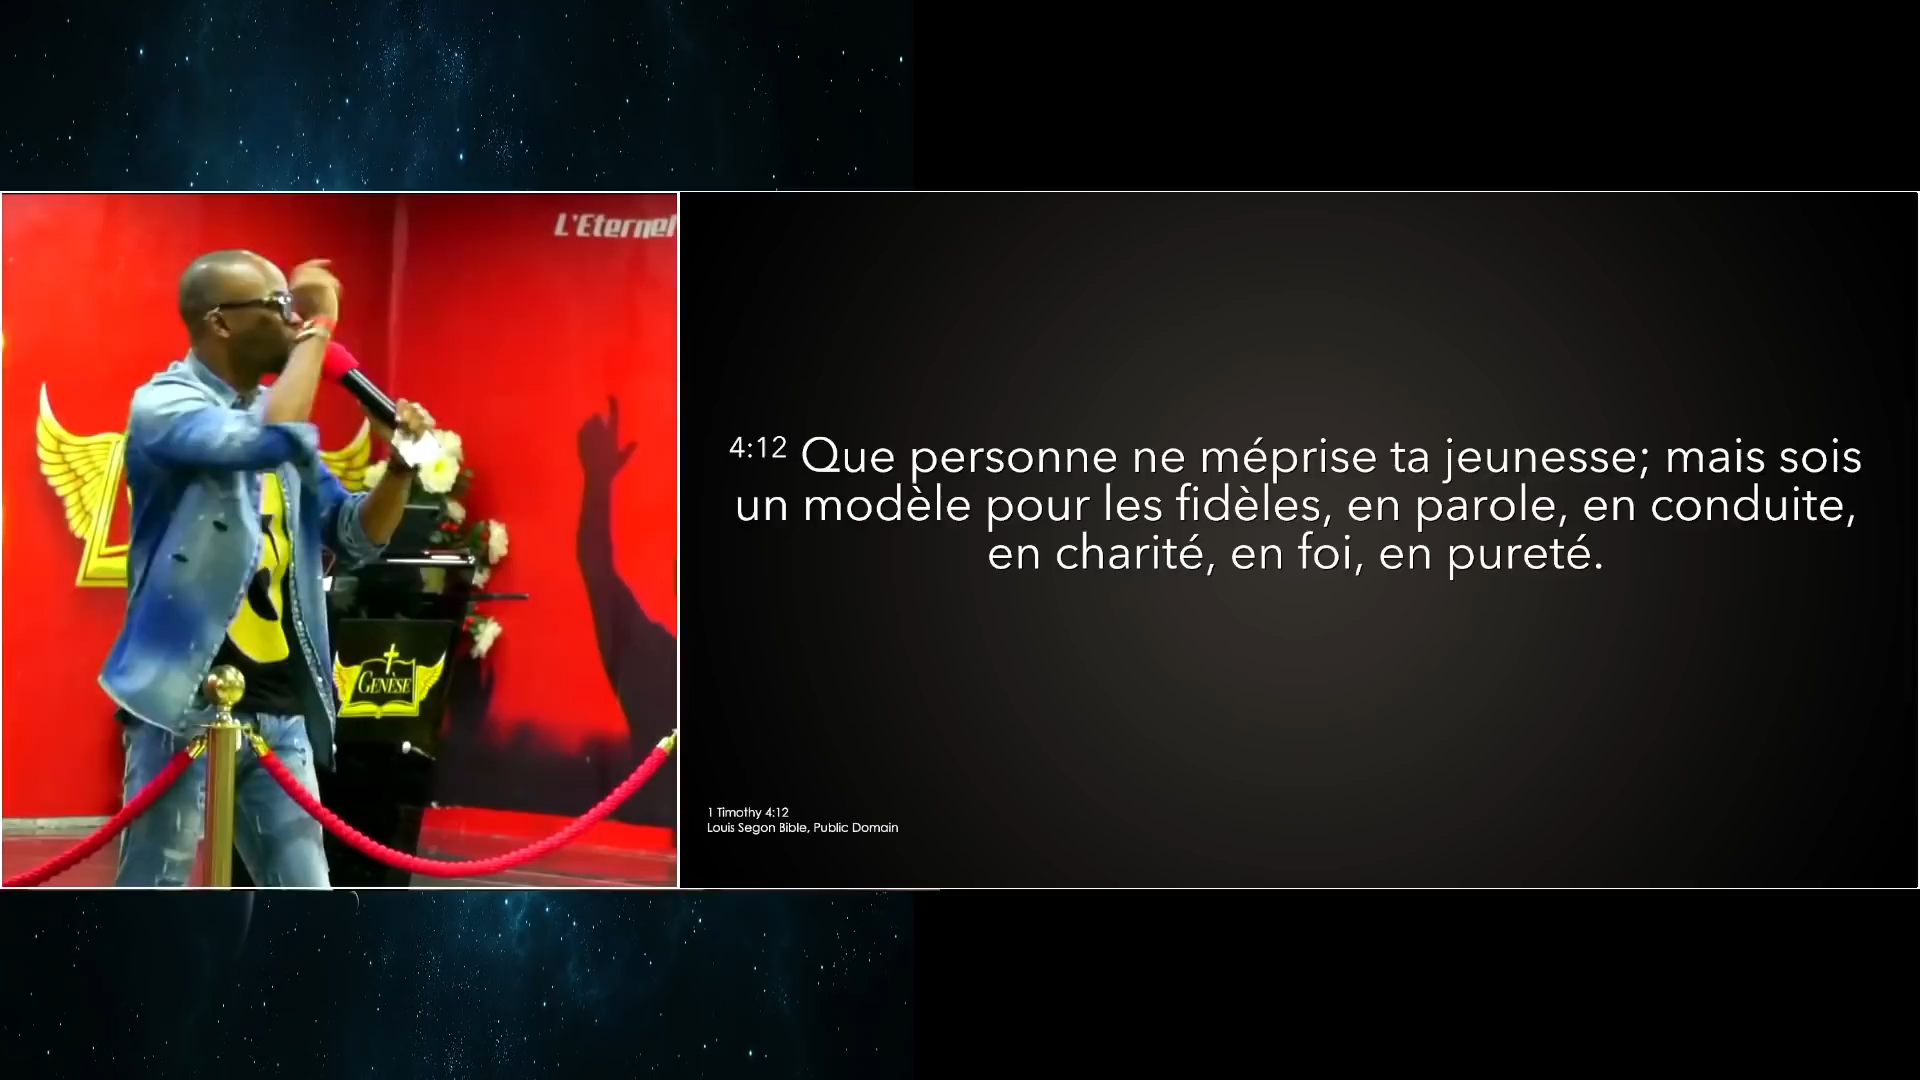 L'Eternel
GENÈSE
4:12 Que personne ne méprise ta jeunesse; mais sois
un modèle pour les fidèles, en parole, en conduite,
en charité, en foi, en pureté.
1 Timothy 4:12
Louis Segon Bible, Public Domain